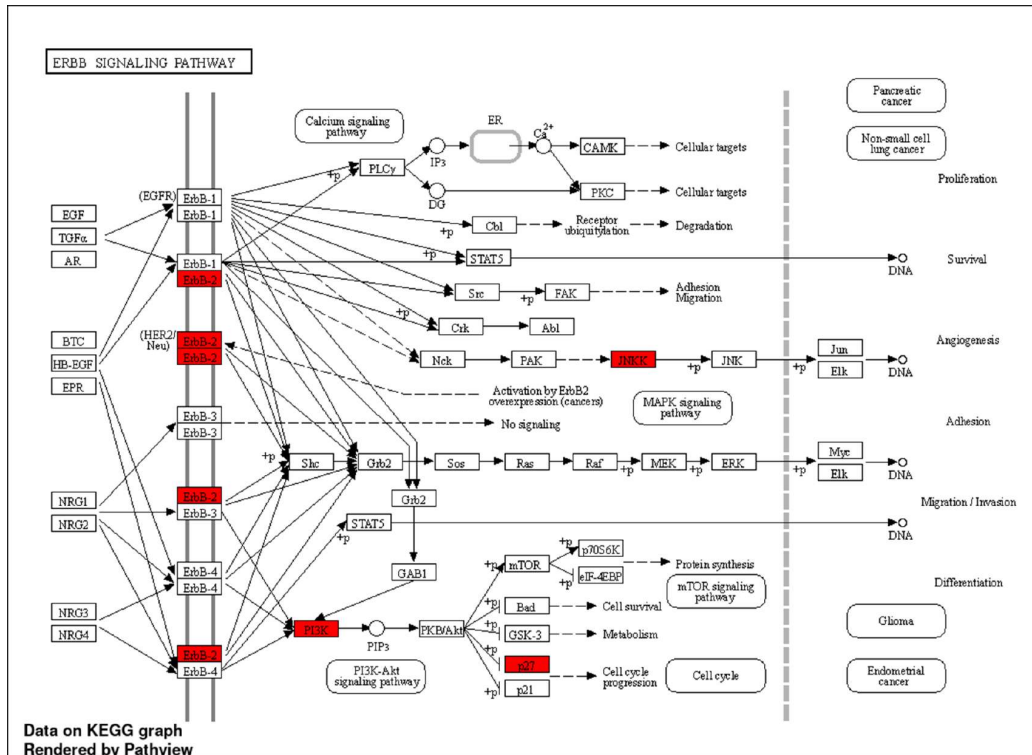 ERBB SIGNALING PATHWAY
Pancreatic
cancer
Calcium signaling
pathway
ER
Ca2+
Non-small cell
lung cancer
IP3
CAMK
Cellular targets
PLCγ
+p
DG
PKC
Cellular targets
Proliferation
(EGFR)
ErbB-1
ErbB-1
EGF
TGFα
AR
+p
Cbl
Receptor
ubiquitylation
Degradation
ErbB-1
ErbB-2
+p
STAT5
DNA
Survival
Src
+p
FAK
Adhesion
Migration
+p
Crk
Abl
BTC
HB-EGF
EPR
(HER2/
Neu)
ErbB-2
ErbB-2
Nck
PAK
JNKK
+p
JNK
+p
Jun
Elk
DNA
Angiogenesis
Activation by ErbB2
overexpression (cancers)
MAPK signaling
pathway
ErbB-3
ErbB-3
No signaling
Adhesion
+p
Shc
Grb2
Sos
Ras
Raf
+p
MEK
+p
ERK
+p
Myc
Elk
DNA
NRG1
NRG2
ErbB-2
ErbB-3
Grb2
Migration / Invasion
STAT5
+p
DNA
ErbB-4
ErbB-4
GAB1
+p
mTOR
+p
p70S6K
eIF-4EBP
+p
Protein synthesis
mTOR signaling
pathway
Differentiation
NRG3
NRG4
PI3K
PIP3
PKB/Akt
+p
Bad
Cell survival
+p
GSK-3
Metabolism
Glioma
ErbB-2
ErbB-4
PI3K-Akt
signaling pathway
+p
p27
+p
p21
Cell cycle
progression
Cell cycle
Endometrial
cancer
Data on KEGG graph
Rendered by Pathview